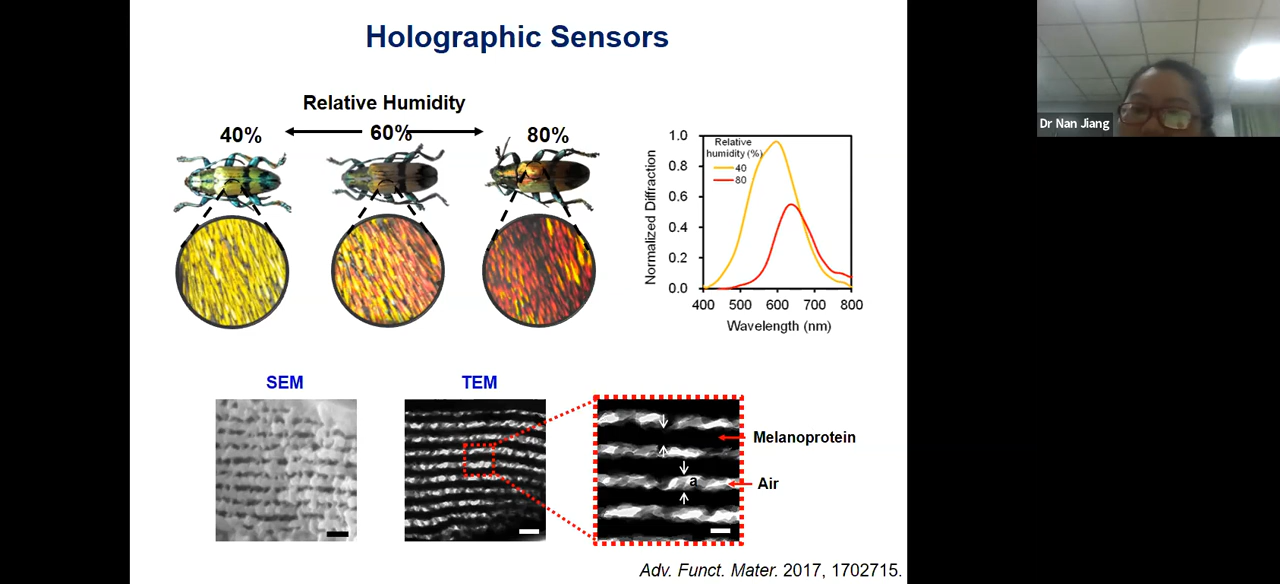 Holographic Sensors
Relative Humidity
40% 60% 80%
Dr Nan Jiang
Normalized Diffraction
1.0
0.8
0.6
0.4
0.2
0.0
Relative
humidity (%)
40
80
400 500 600 700 800
Wavelength (nm)
SEM
TEM
Melanoprotein
a
Air
Adv. Funct. Mater. 2017, 1702715.